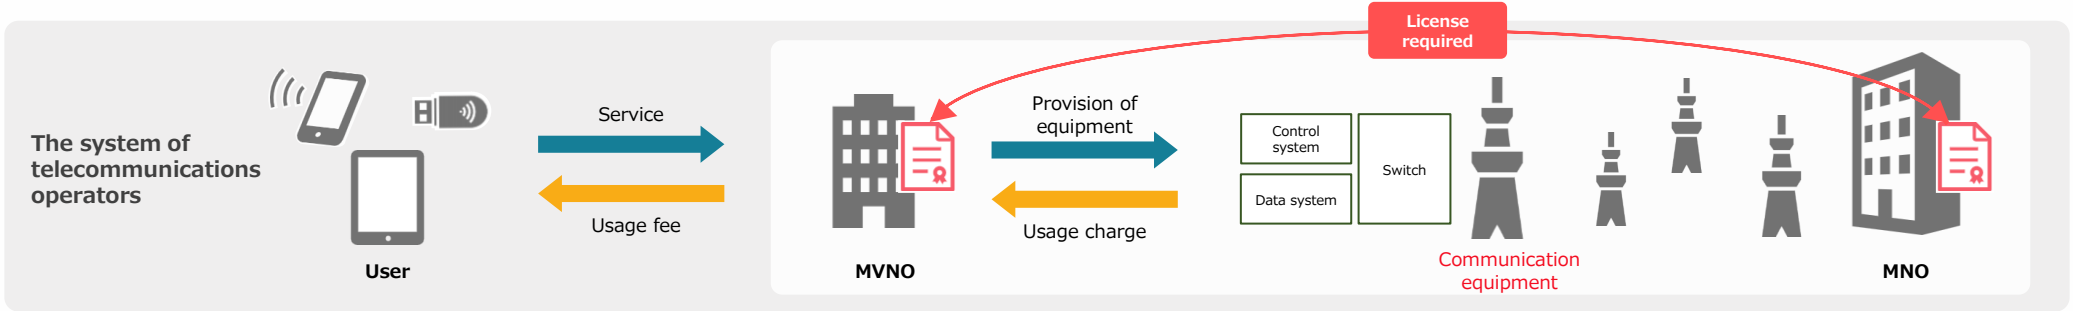 License
required
The system of
telecommunications
operators
Service
Usage fee
User
MVNO
Provision of
equipment
Usage charge
Control
system
Data system
Switch
Communication
equipment
MNO